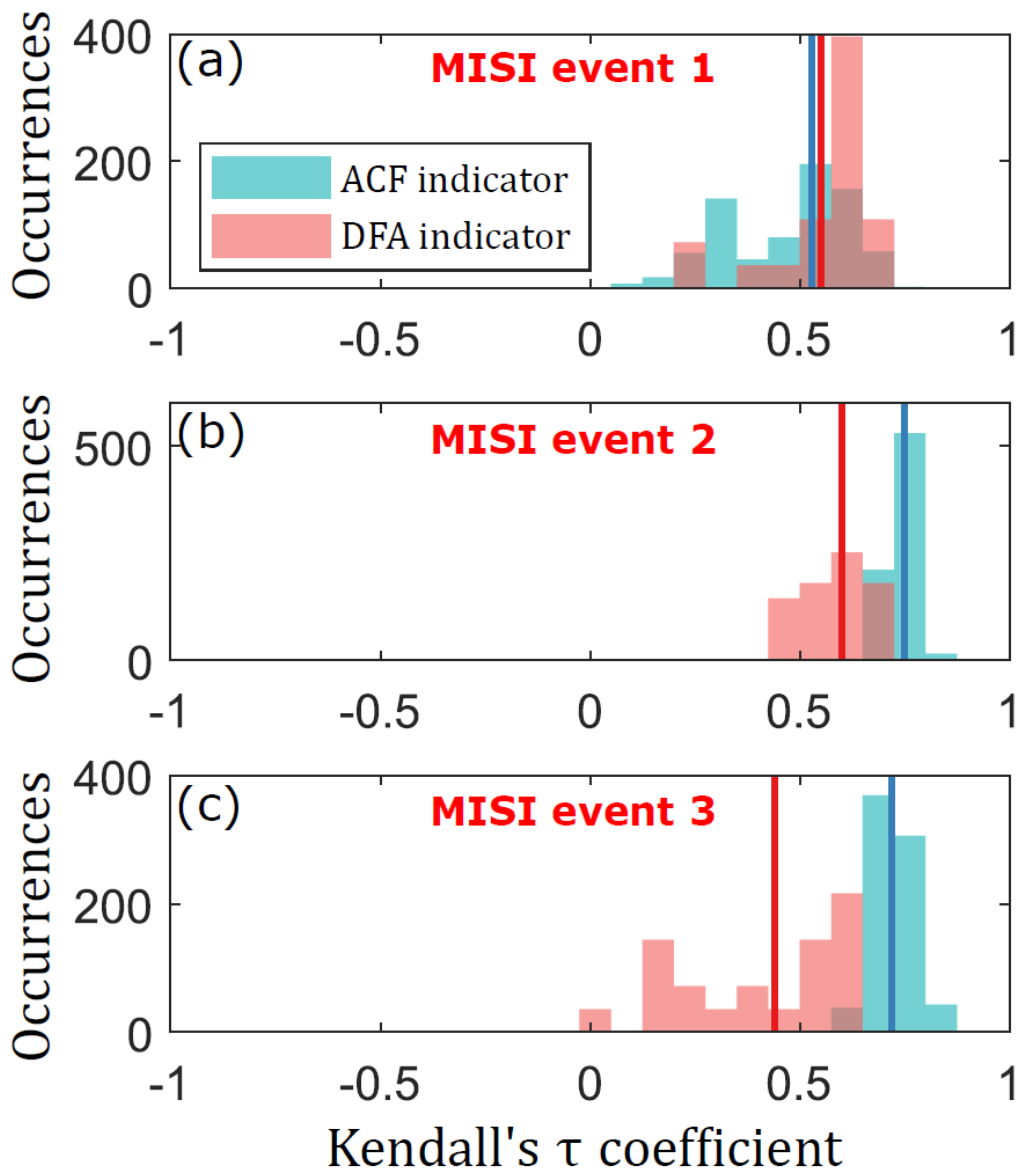 Occurrences
400
200
0
(a)
MISI event 1
ACF indicator
DFA indicator
-1 -0.5 0 0.5 1
Occurrences
500
0
(b)
MISI event 2
-1 -0.5 0 0.5 1
Occurrences
400
200
0
(c)
MISI event 3
-1 -0.5 0 0.5 1
Kendall's τ coefficient